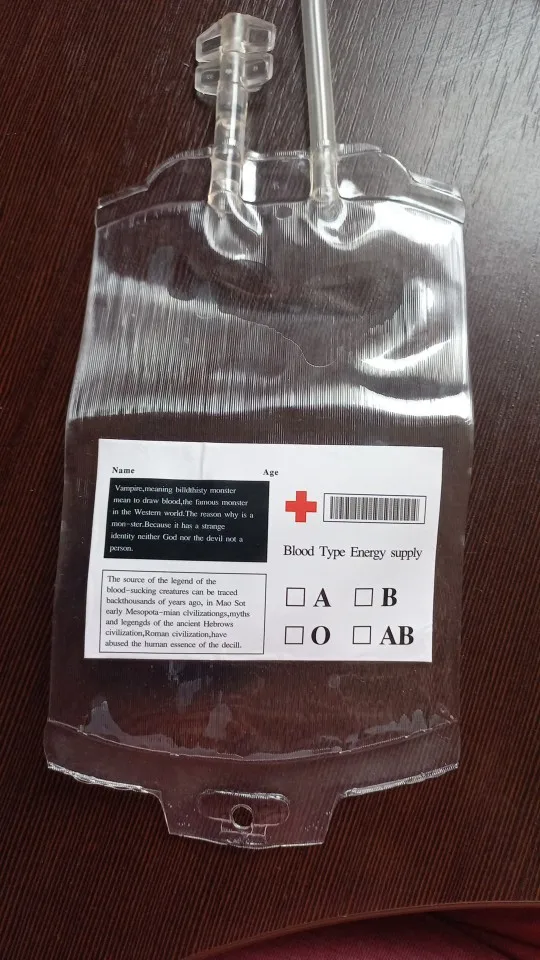 Name Age
Vampire,meaning billdthisty monster
mean to draw blood,the famous monster
in the Western world.The reason why is a
mon-ster.Because it has a strange
identity neither God nor the devil not a
person.
The source of the legend of the
blood-sucking creatures can be traced
backthousands of years ago, in Mao Sot
early Mesopota-mian civilizationgs,myths
and legengds of the ancient Hebrows
civilization,Roman civilization,have
abused the human essence of the decill.
Blood Type Energy supply
A B
O AB